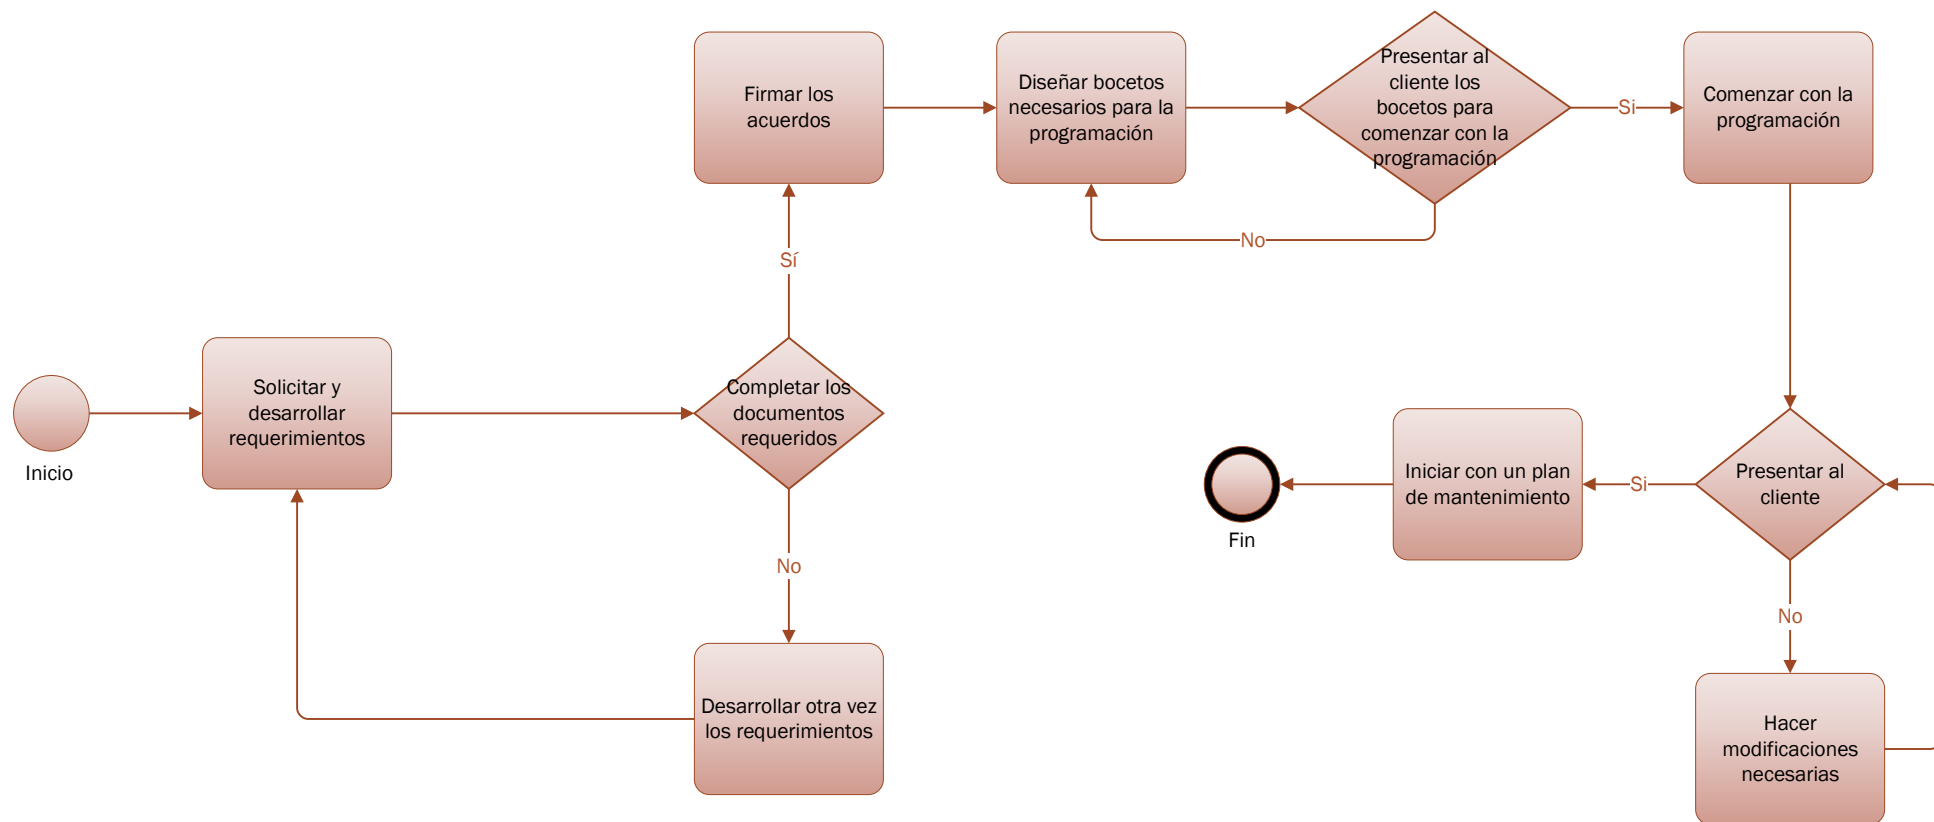 Inicio
Solicitar y
desarrollar
requerimientos
Completar los
documentos
requeridos
Sí
No
Desarrollar otra vez
los requerimientos
Firmar los
acuerdos
Diseñar bocetos
necesarios para la
programación
Presentar al
cliente los
bocetos para
comenzar con la
programación
No
Si
Comenzar con la
programación
Presentar al
cliente
No
Hacer
modificaciones
necesarias
Si
Iniciar con un plan
de mantenimiento
Fin